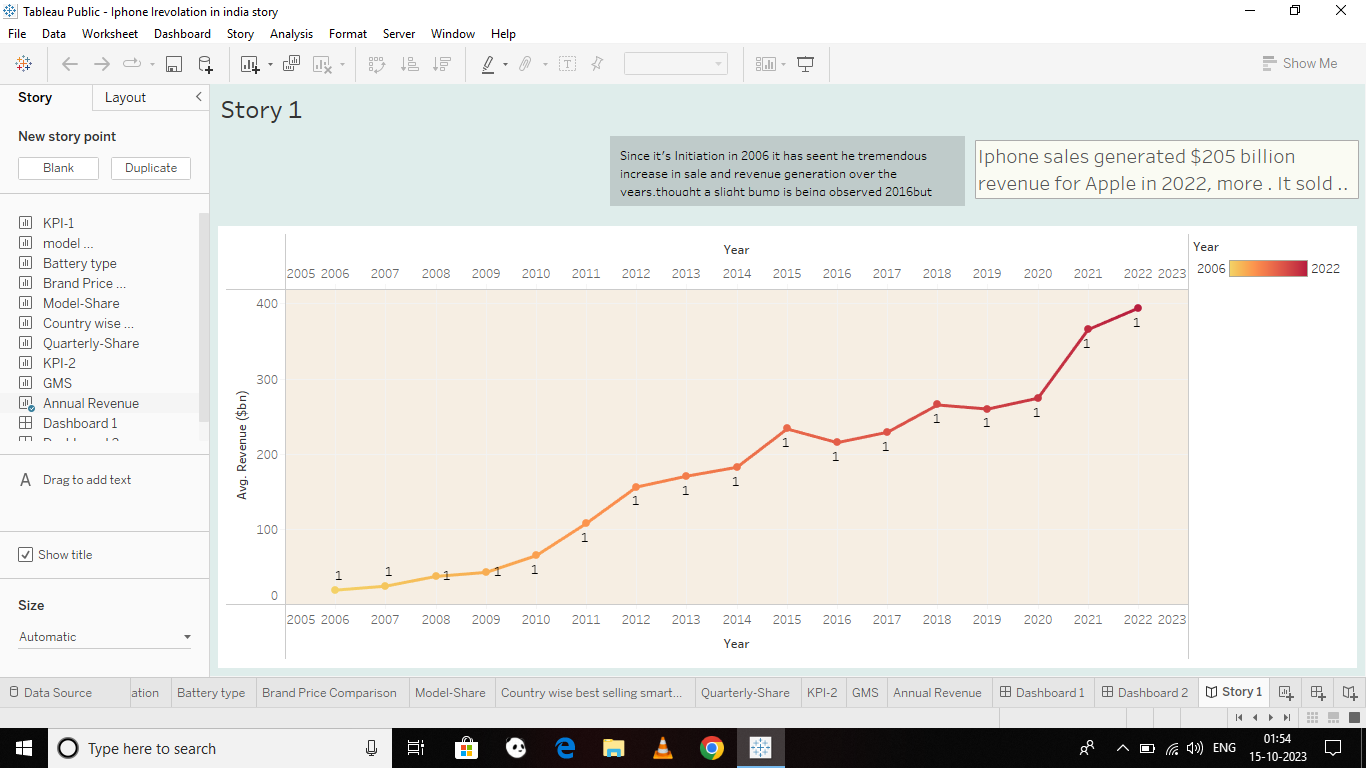 Tableau Public - Iphone Irevolation in india story
File Data Worksheet Dashboard Story Analysis Format Server Window Help
Show Me
Story Layout
New story point
Blank Duplicate
KPI-1
model ...
Battery type
Brand Price ...
Model-Share
Country wise ...
Quarterly-Share
KPI-2
GMS
Annual Revenue
Dashboard 1
A Drag to add text
Show title
Size
Automatic
Story 1
Since it's Initiation in 2006 it has seent he tremendous
increase in sale and revenue generation over the
years.thought a slight bump is being observed 2016but
Iphone sales generated $205 billion
revenue for Apple in 2022, more . It sold ..
Year
2005 2006 2007 2008 2009 2010 2011 2012 2013 2014 2015 2016 2017 2018 2019 2020 2021 2022 2023
Avg. Revenue ($bn)
400
300
200
100
0
1 1 1 1 1 1 1 1 1 1 1 1 1 1 1 1 1
2005 2006 2007 2008 2009 2010 2011 2012 2013 2014 2015 2016 2017 2018 2019 2020 2021 2022 2023
Year
Year
2006 2022
Data Source ation Battery type Brand Price Comparison Model-Share Country wise best selling smart... Quarterly-Share KPI-2 GMS Annual Revenue Dashboard 1 Dashboard 2 Story 1
Type here to search
ENG
01:54
15-10-2023